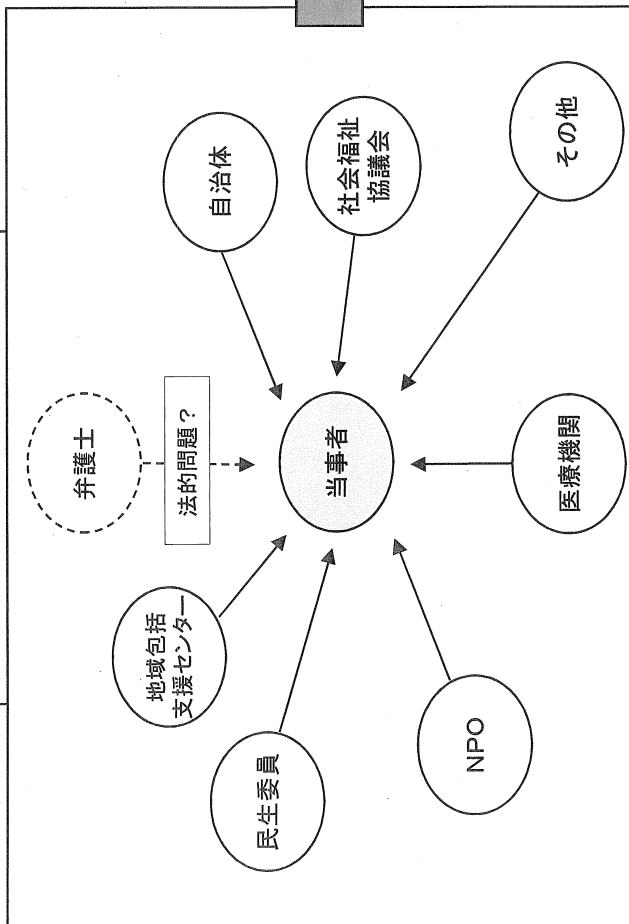 弁護士
法的問題?
地域包括
支援センター
自治体
民生委員
当事者
社会福祉
協議会
NPO
医療機関
その他